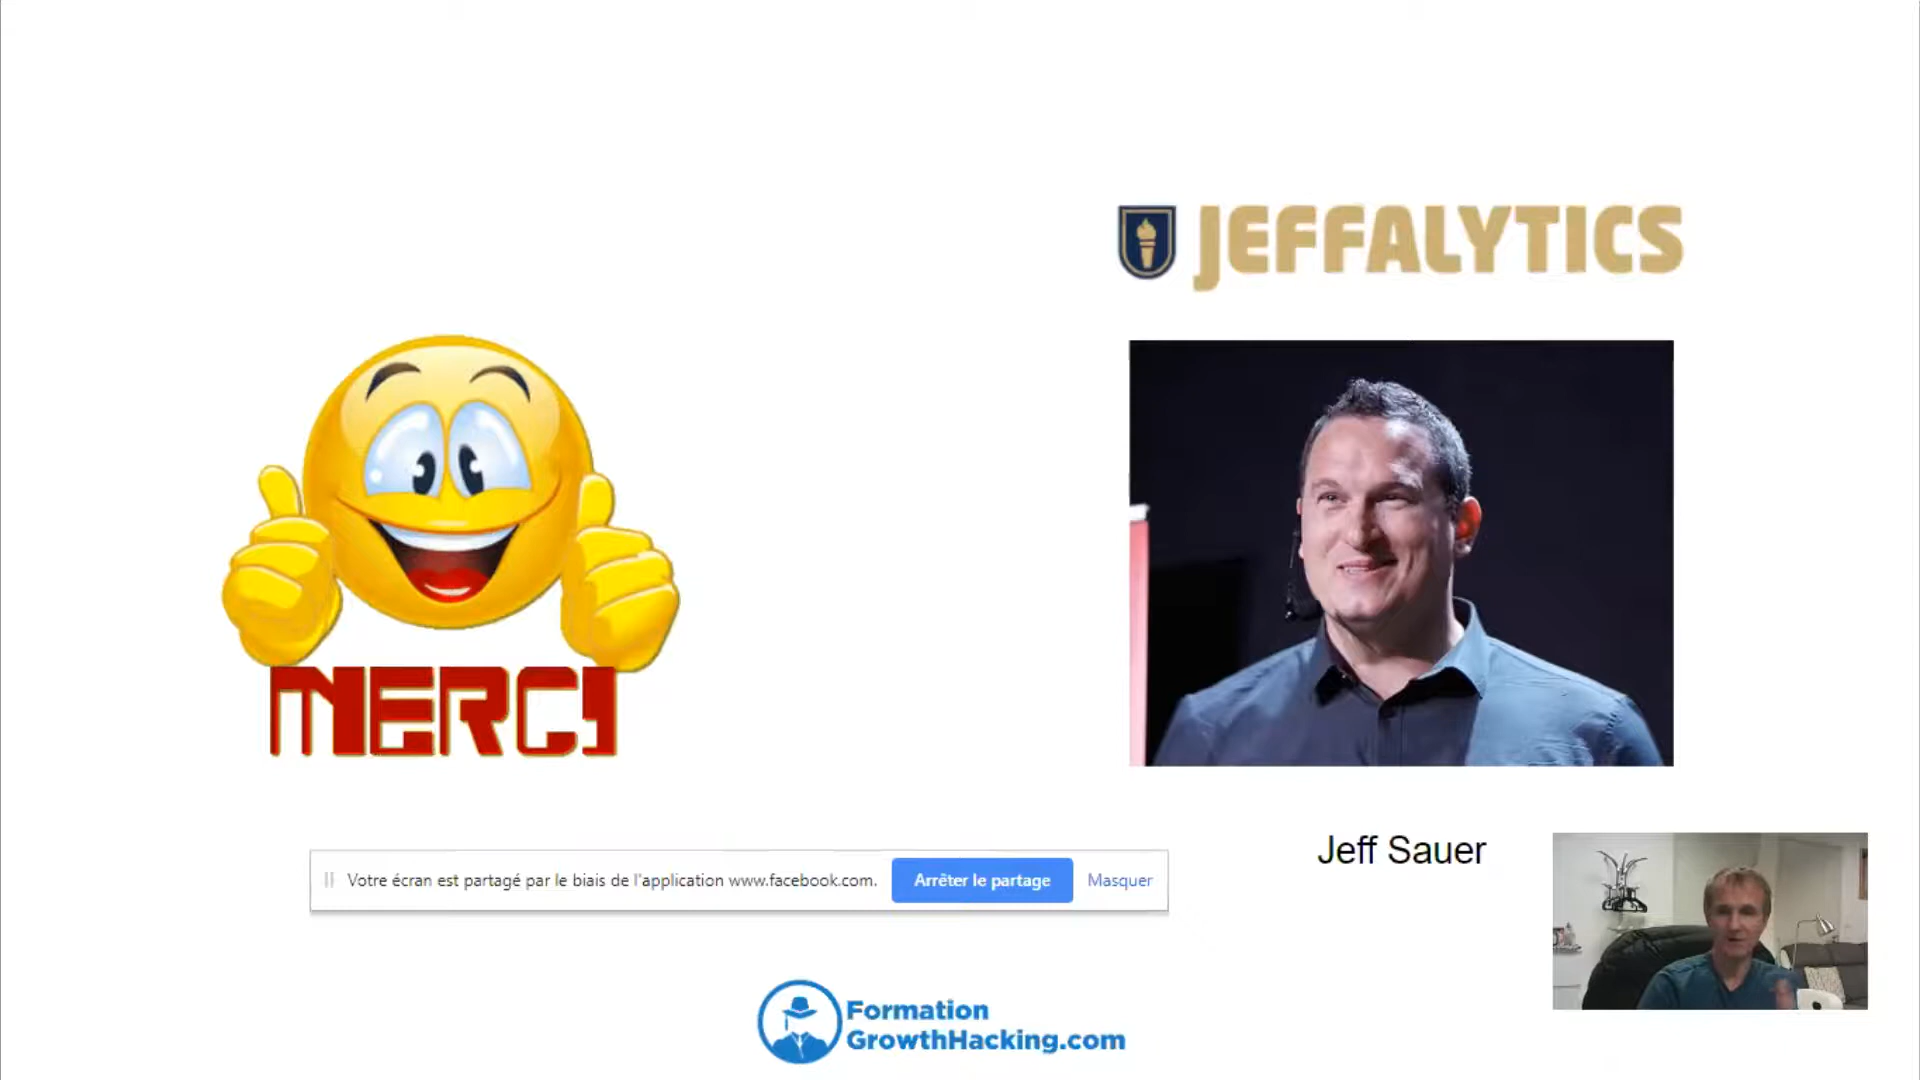 JEFFALYTICS
MERCI
Jeff Sauer
Votre écran est partagé par le biais de l'application www.facebook.com.
Arrêter le partage
Masquer
Formation
GrowthHacking.com